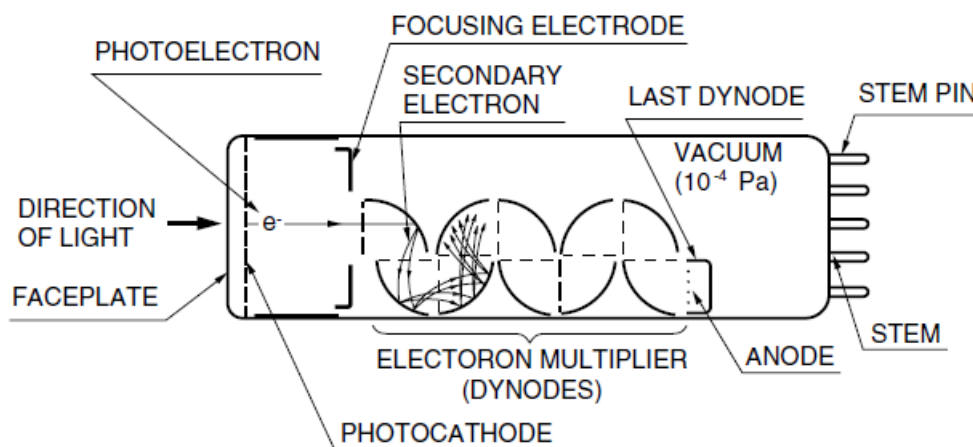 FOCUSING ELECTRODE
PHOTOELECTRON
SECONDARY
ELECTRON
LAST DYNODE
STEM PIN
VACUUM
(10-4 Pa)
DIRECTION
OF LIGHT
e-
FACEPLATE
STEM
ELECTORON MULTIPLIER
(DYNODES)
ANODE
PHOTOCATHODE